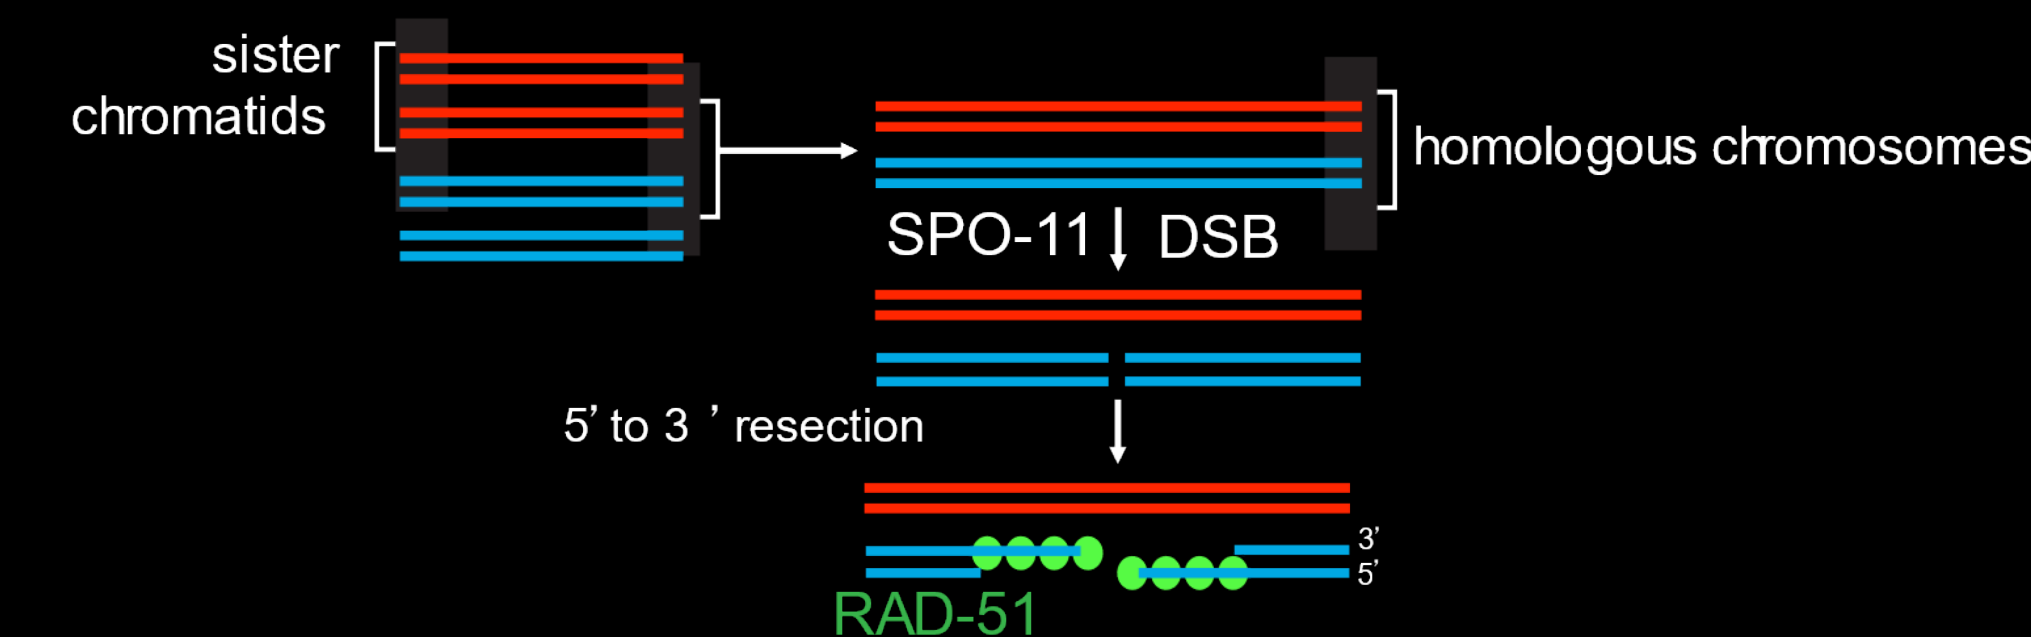 sister
chromatids
homologous chromosomes
SPO-11 DSB
5’ to 3 ’ resection
3’
5’
RAD-51